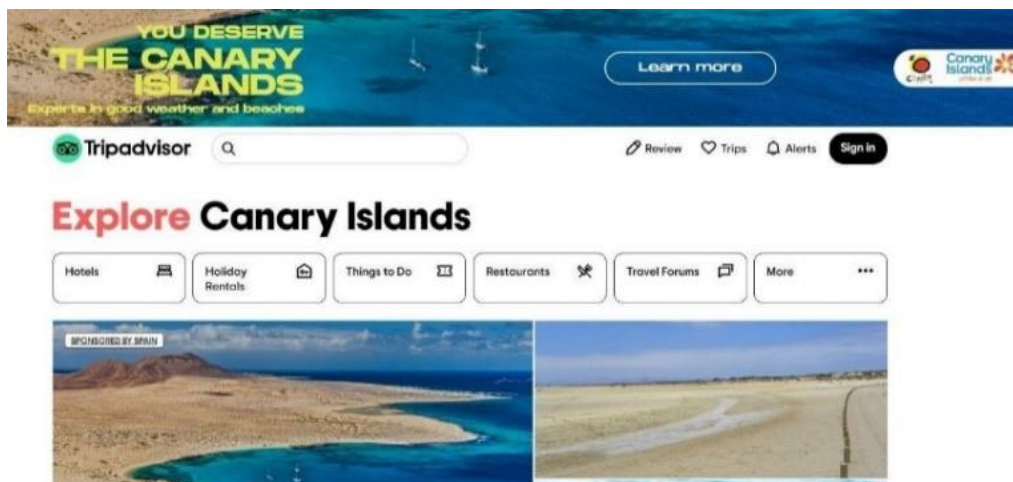 YOU DESERVE
THE CANARY
ISLANDS
Experts in good weather and beaches
Learn more
Canary
Islands
Tripadvisor
Review
Trips
Alerts
Sign in
Explore Canary Islands
Hotels
Holiday
Rentals
Things to Do
Restaurants
Travel Forums
More
SPONSORED BY SPAIN